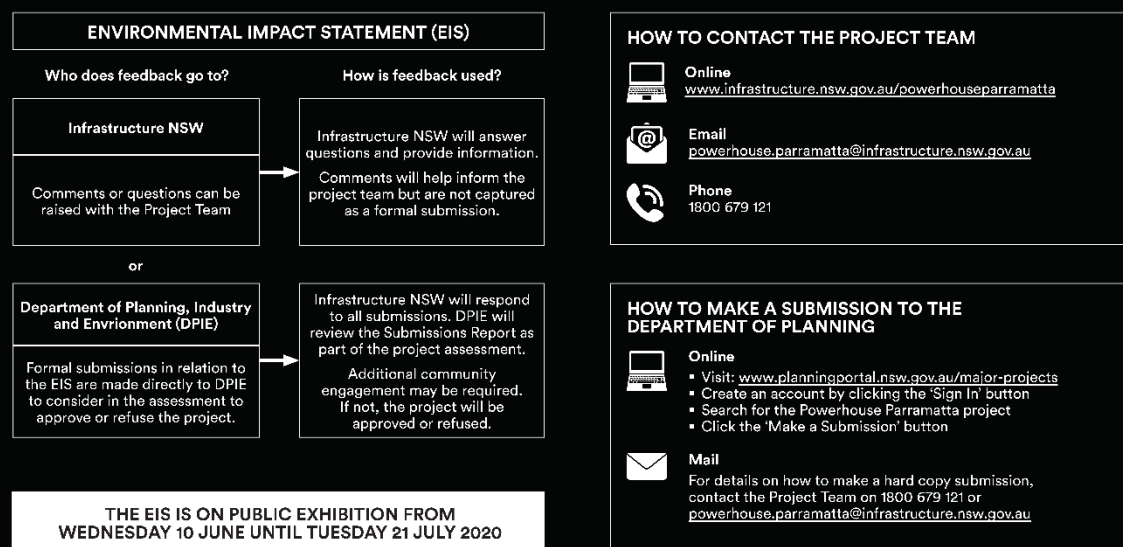 ENVIRONMENTAL IMPACT STATEMENT (EIS)
Who does feedback go to?
How is feedback used?
Infrastructure NSW
Comments or questions can be
raised with the Project Team
Infrastructure NSW will answer
questions and provide information.
Comments will help inform the
project team but are not captured
as a formal submission.
or
Department of Planning, Industry
and Envrionment (DPIE)
Formal submissions in relation to
the EIS are made directly to DPIE
to consider in the assessment to
approve or refuse the project.
Infrastructure NSW will respond
to all submissions. DPIE will
review the Submissions Report as
part of the project assessment.
Additional community
engagement may be required.
If not, the project will be
approved or refused.
THE EIS IS ON PUBLIC EXHIBITION FROM
WEDNESDAY 10 JUNE UNTIL TUESDAY 21 JULY 2020
HOW TO CONTACT THE PROJECT TEAM
Online
www.infrastructure.nsw.gov.au/powerhouseparramatta
Email
powerhouse.parramatta@infrastructure.nsw.gov.au
Phone
1800 679 121
HOW TO MAKE A SUBMISSION TO THE
DEPARTMENT OF PLANNING
Online
▪ Visit: www.planningportal.nsw.gov.au/major-projects
▪ Create an account by clicking the ‘Sign In’ button
▪ Search for the Powerhouse Parramatta project
▪ Click the ‘Make a Submission’ button
Mail
For details on how to make a hard copy submission,
contact the Project Team on 1800 679 121 or
powerhouse.parramatta@infrastructure.nsw.gov.au